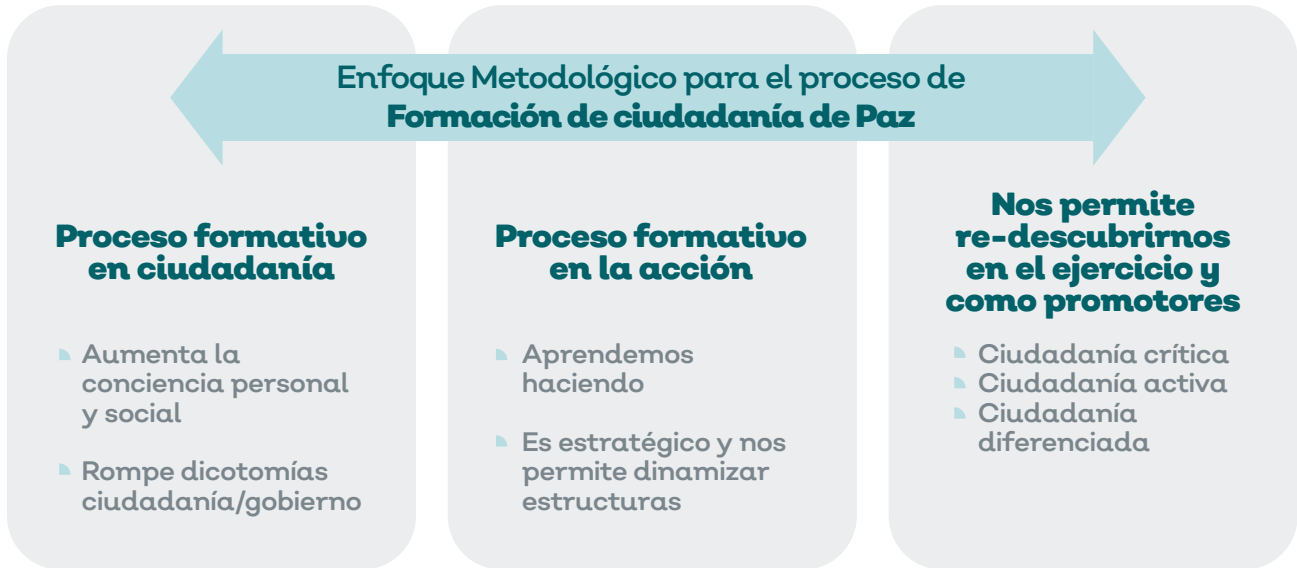 Enfoque Metodológico para el proceso de
Formación de ciudadanía de Paz
Proceso formativo
en ciudadanía
Aumenta la
conciencia personal
y social
Rompe dicotomías
ciudadanía/gobierno
Proceso formativo
en la acción
Aprendemos
haciendo
Es estratégico y nos
permite dinamizar
estructuras
Nos permite
re-descubrirnos
en el ejercicio y
como promotores
Ciudadanía crítica
Ciudadanía activa
Ciudadanía
diferenciada